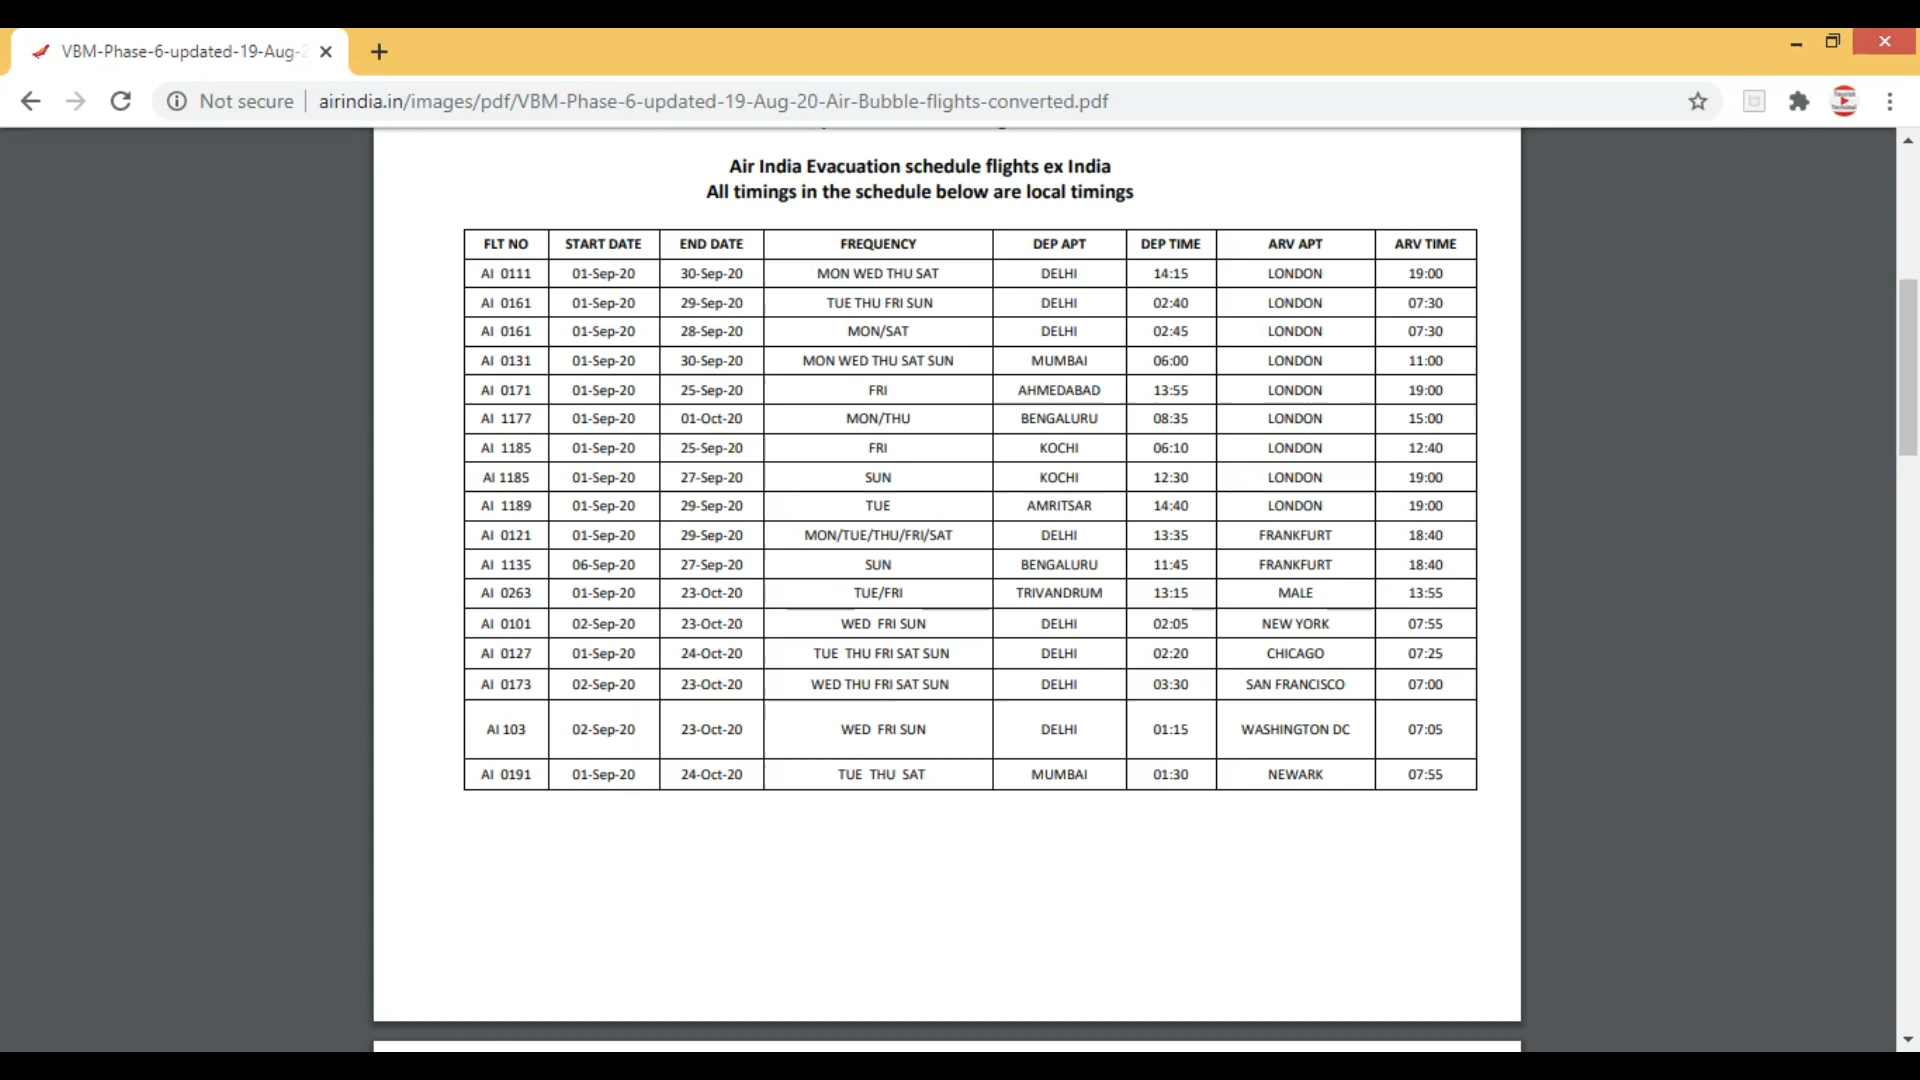 VBM-Phase-6-updated-19-Aug-2
Not secure airindia.in/images/pdf/VBM-Phase-6-updated-19-Aug-20-Air-Bubble-flights-converted.pdf
Air India Evacuation schedule flights ex India
All timings in the schedule below are local timings
FLT NO START DATE END DATE FREQUENCY DEP APT DEP TIME ARV APT ARV TIME
AI 0111 01-Sep-20 30-Sep-20 MON WED THU SAT DELHI 14:15 LONDON 19:00
AI 0161 01-Sep-20 29-Sep-20 TUE THU FRI SUN DELHI 02:40 LONDON 07:30
AI 0161 01-Sep-20 28-Sep-20 MON/SAT DELHI 02:45 LONDON 07:30
AI 0131 01-Sep-20 30-Sep-20 MON WED THU SAT SUN MUMBAI 06:00 LONDON 11:00
AI 0171 01-Sep-20 25-Sep-20 FRI AHMEDABAD 13:55 LONDON 19:00
AI 1177 01-Sep-20 01-Oct-20 MON/THU BENGALURU 08:35 LONDON 15:00
AI 1185 01-Sep-20 25-Sep-20 FRI KOCHI 06:10 LONDON 12:40
AI 1185 01-Sep-20 27-Sep-20 SUN KOCHI 12:30 LONDON 19:00
AI 1189 01-Sep-20 29-Sep-20 TUE AMRITSAR 14:40 LONDON 19:00
AI 0121 01-Sep-20 29-Sep-20 MON/TUE/THU/FRI/SAT DELHI 13:35 FRANKFURT 18:40
AI 1135 06-Sep-20 27-Sep-20 SUN BENGALURU 11:45 FRANKFURT 18:40
AI 0263 01-Sep-20 23-Oct-20 TUE/FRI TRIVANDRUM 13:15 MALE 13:55
AI 0101 02-Sep-20 23-Oct-20 WED FRI SUN DELHI 02:05 NEW YORK 07:55
AI 0127 01-Sep-20 24-Oct-20 TUE THU FRI SAT SUN DELHI 02:20 CHICAGO 07:25
AI 0173 02-Sep-20 23-Oct-20 WED THU FRI SAT SUN DELHI 03:30 SAN FRANCISCO 07:00
AI 103 02-Sep-20 23-Oct-20 WED FRI SUN DELHI 01:15 WASHINGTON DC 07:05
AI 0191 01-Sep-20 24-Oct-20 TUE THU SAT MUMBAI 01:30 NEWARK 07:55